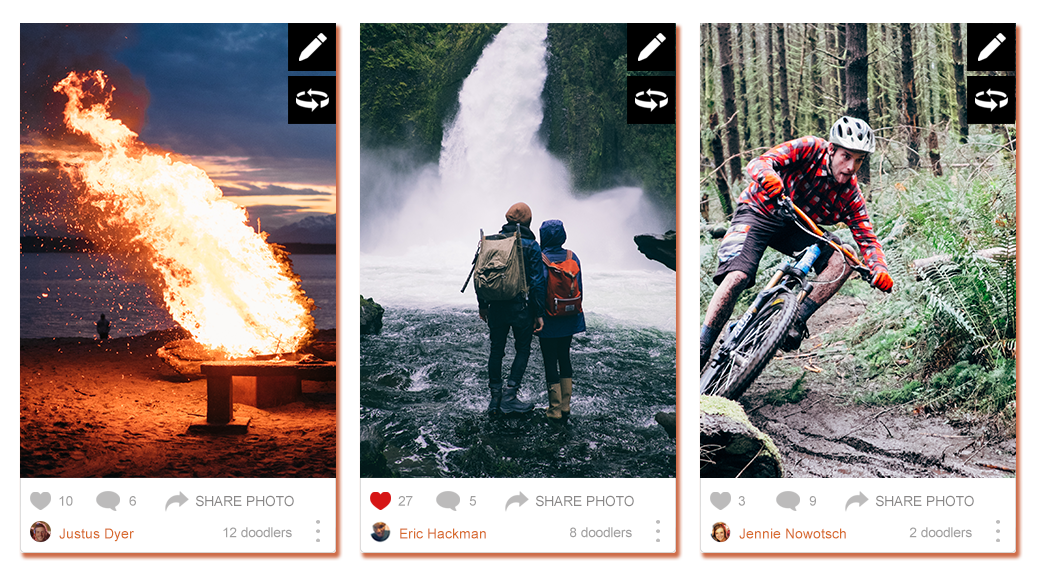 10 6 SHARE PHOTO
Justus Dyer 12 doodlers
27 5 SHARE PHOTO
Eric Hackman 8 doodlers
3 9 SHARE PHOTO
Jennie Nowotsch 2 doodlers